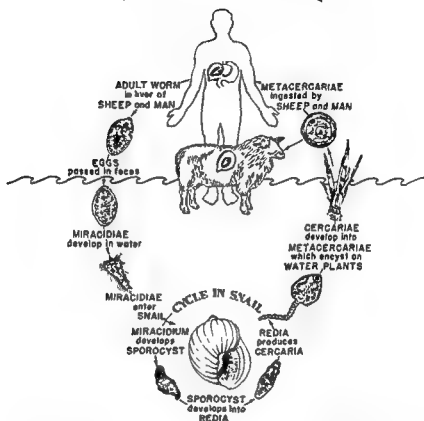 ADULT WORM
in liver of
SHEEP and MAN
METACERCARIAE
ingested by
SHEEP and MAN
EGGS
passed in feces
MIRACIDIAE
develop in water
CERCARIAE
develop into
METACERCARIAE
which encyst on
WATER PLANTS
MIRACIDIAE
enter
SNAIL
CYCLE IN SNAIL
MIRACIDIUM
develops
SPOROCYST
REDIA
produces
CERCARIA
SPOROCYST
develops into
REDIA